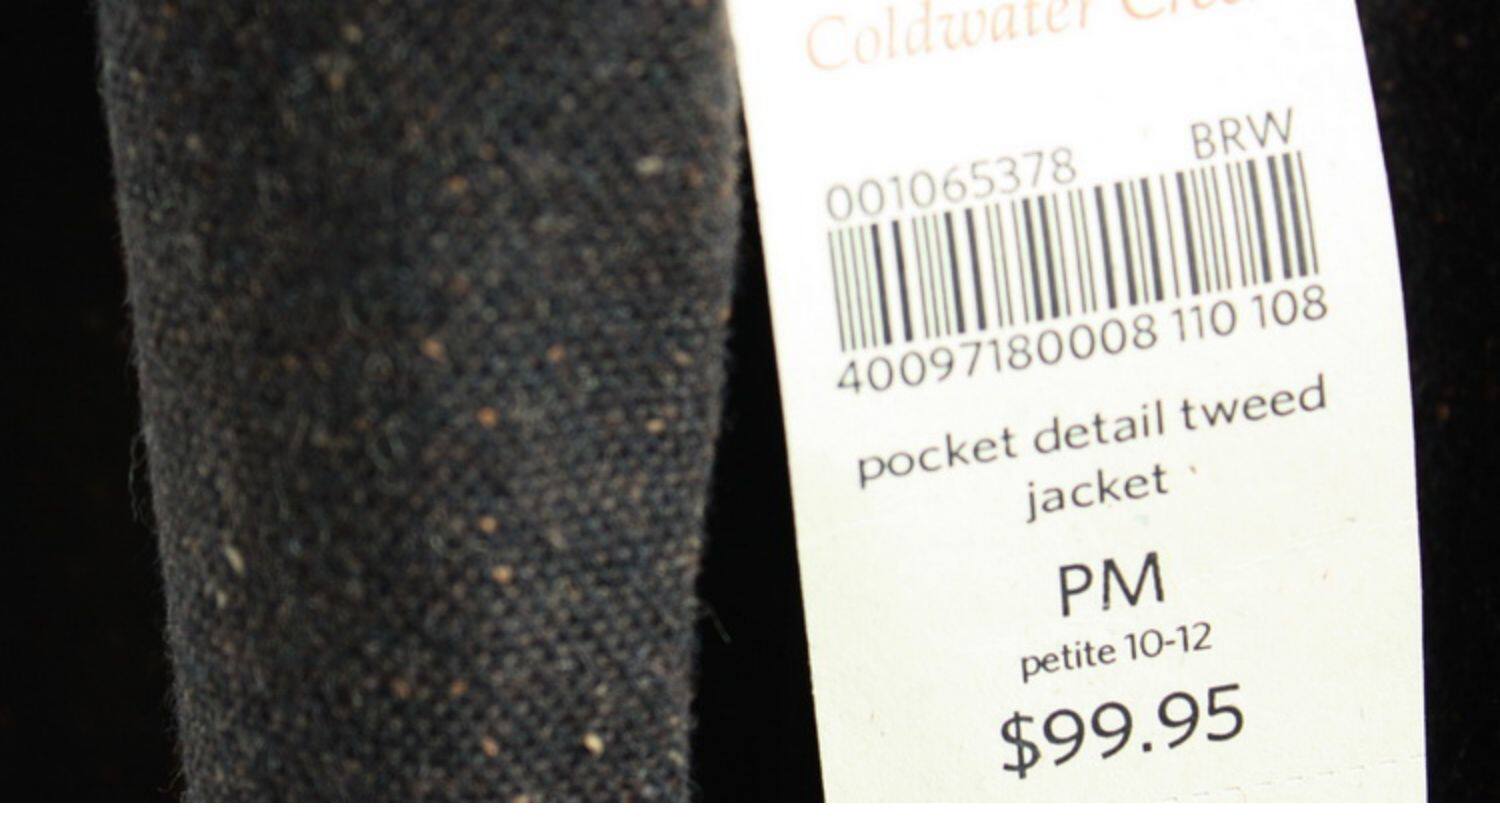 Coldwater
001065378 BRW
40097180008 110 108
pocket detail tweed
jacket
PM
petite 10-12
$99.95